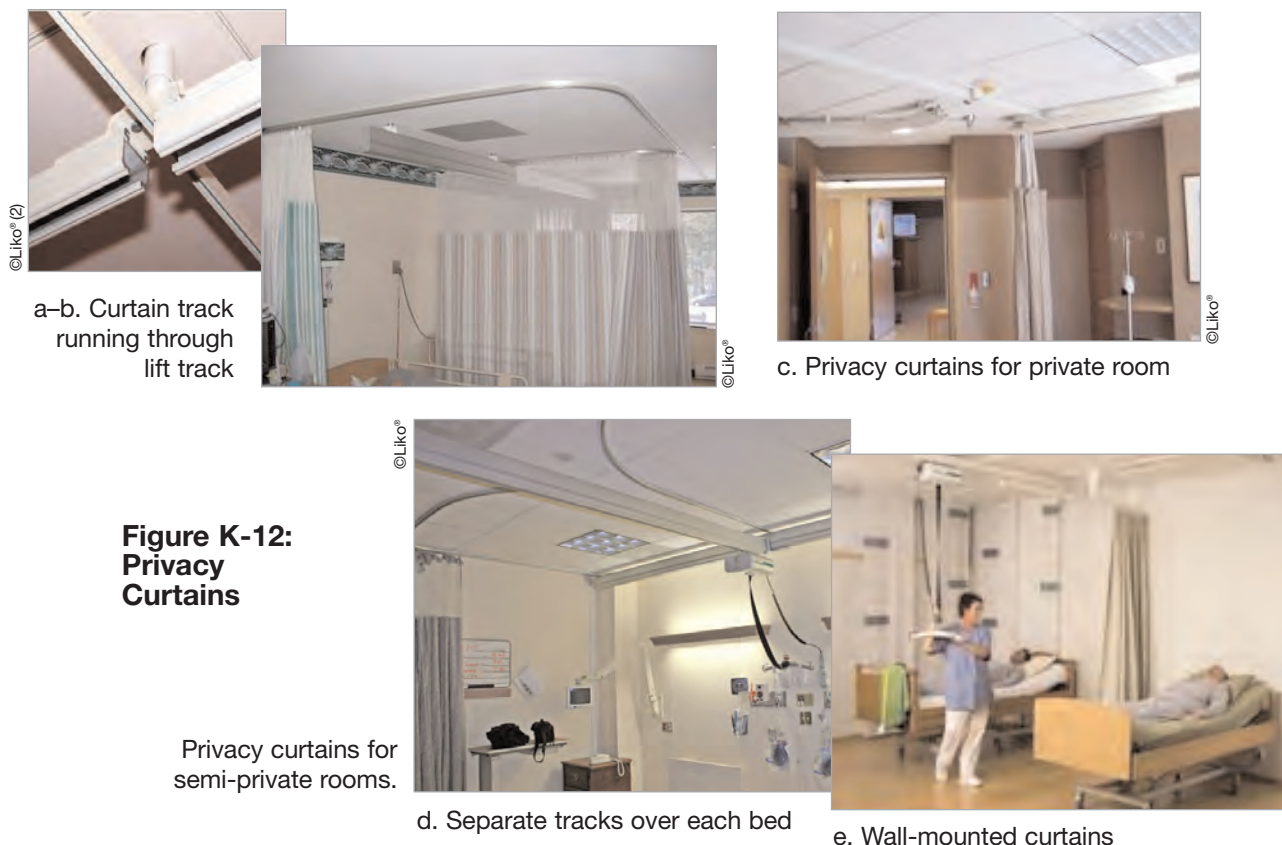 ©Liko® (2)
a–b. Curtain track
running through
lift track
©Liko®
c. Privacy curtains for private room
©Liko®
Figure K-12:
Privacy
Curtains
Privacy curtains for
semi-private rooms.
©Liko®
d. Separate tracks over each bed
e. Wall-mounted curtains